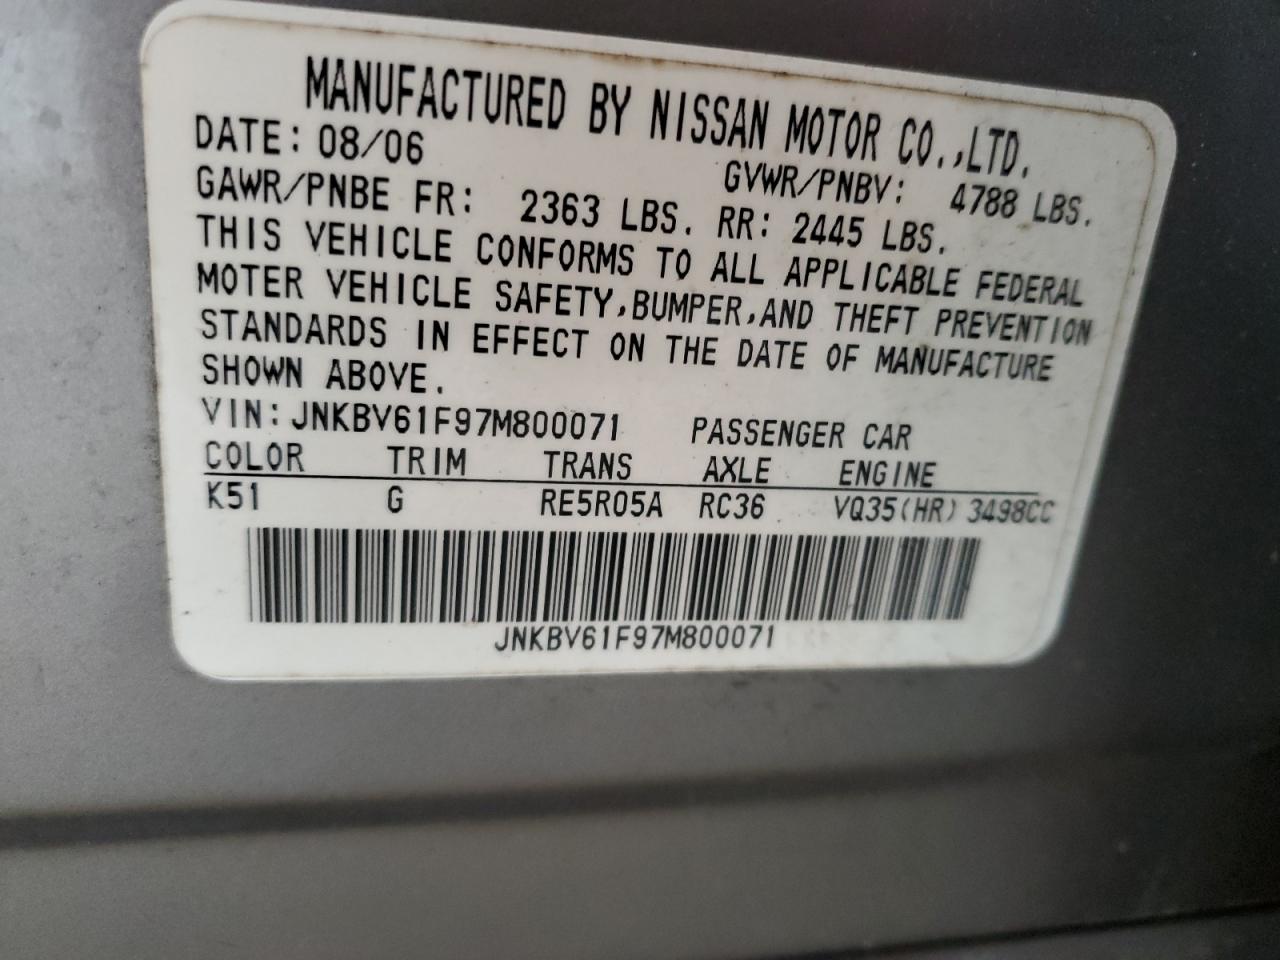 MANUFACTURED BY NISSAN MOTOR CO.,LTD.
DATE: 08/06 GVWR/PNBV: 4788 LBS.
GAWR/PNBE FR: 2363 LBS. RR: 2445 LBS.
THIS VEHICLE CONFORMS TO ALL APPLICABLE FEDERAL
MOTER VEHICLE SAFETY,BUMPER,AND THEFT PREVENTION
STANDARDS IN EFFECT ON THE DATE OF MANUFACTURE
SHOWN ABOVE.
VIN: JNKBV61F97M800071 PASSENGER CAR
COLOR TRIM TRANS AXLE ENGINE
K51 G RE5R05A RC36 VQ35(HR) 3498CC
JNKBV61F97M800071